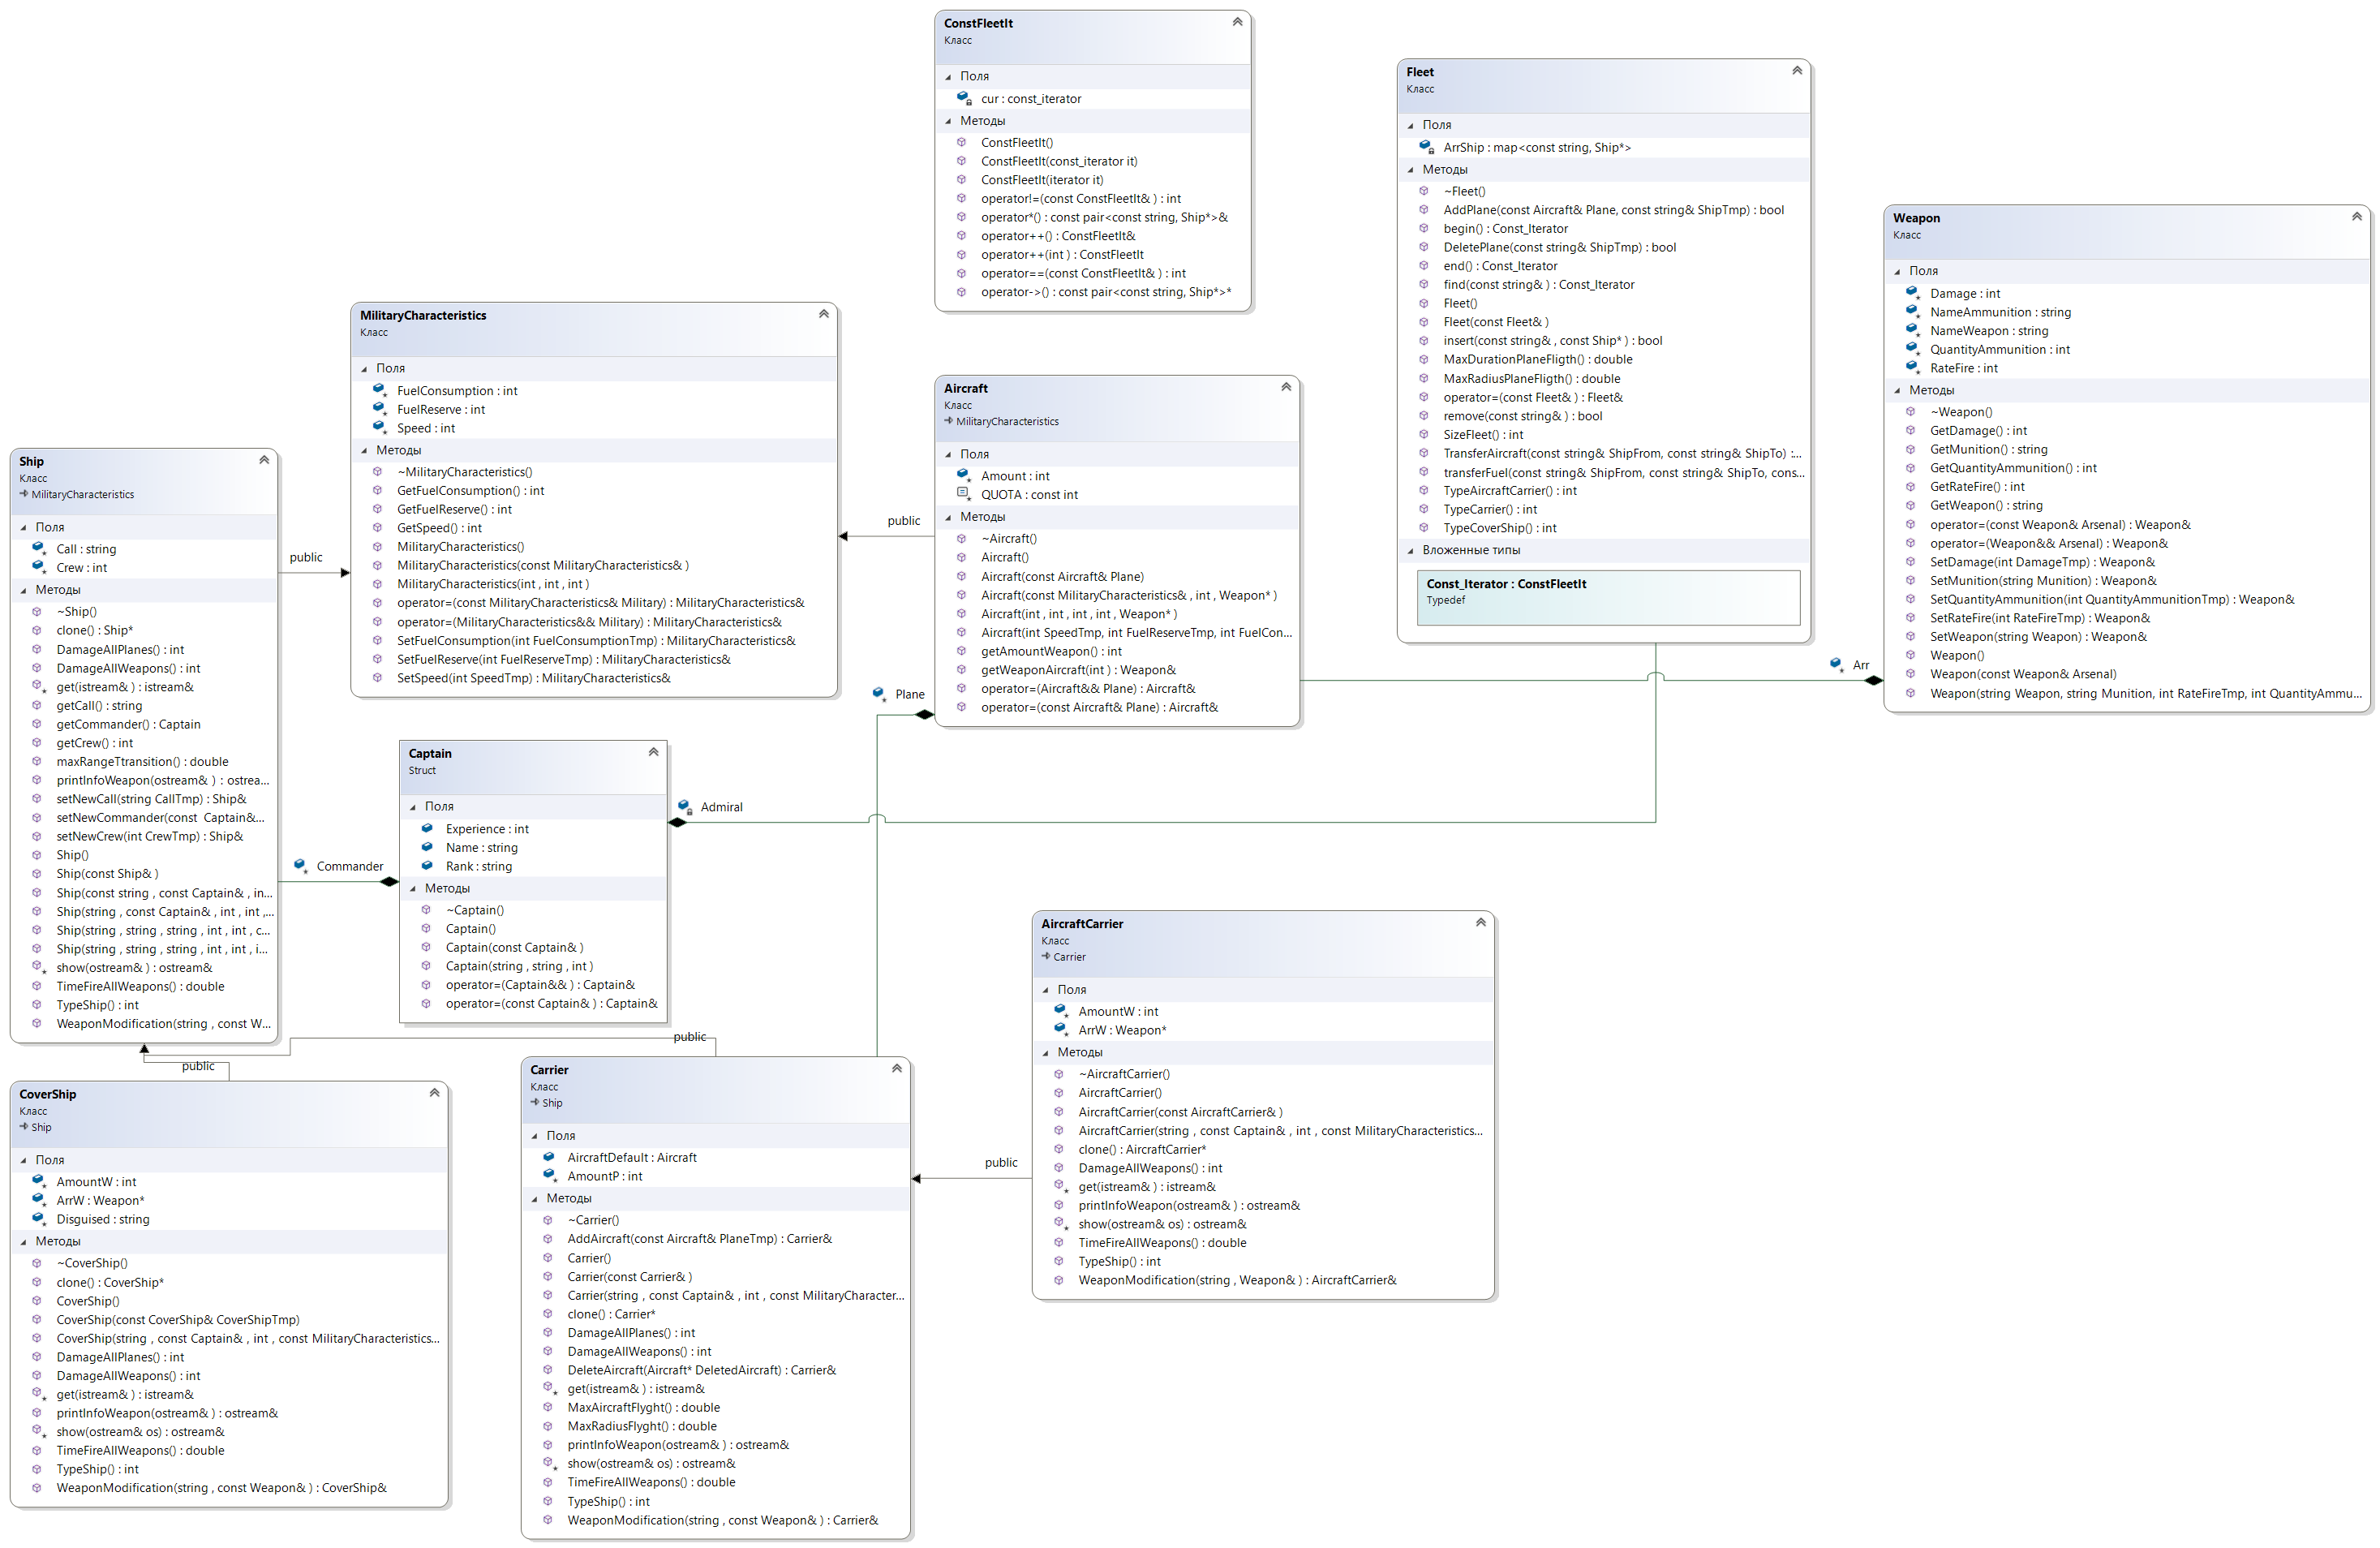 ConstFleetIt
Класс
Поля
cur : const_iterator
Методы
ConstFleetIt()
ConstFleetIt(const_iterator it)
ConstFleetIt(iterator it)
operator!=(const ConstFleetIt& ) : int
operator*() : const pair<const string, Ship*>&
operator++() : ConstFleetIt&
operator++(int ) : ConstFleetIt
operator==(const ConstFleetIt& ) : int
operator->() : const pair<const string, Ship*>*
Fleet
Класс
Поля
ArrShip : map<const string, Ship*>
Методы
~Fleet()
AddPlane(const Aircraft& Plane, const string& ShipTmp) : bool
begin() : Const_Iterator
DeletePlane(const string& ShipTmp) : bool
end() : Const_Iterator
find(const string& ) : Const_Iterator
Fleet()
Fleet(const Fleet& )
insert(const string& , const Ship* ) : bool
MaxDurationPlaneFligth() : double
MaxRadiusPlaneFligth() : double
operator=(const Fleet& ) : Fleet&
remove(const string& ) : bool
SizeFleet() : int
TransferAircraft(const string& ShipFrom, const string& ShipTo) :...
transferFuel(const string& ShipFrom, const string& ShipTo, cons...
TypeAircraftCarrier() : int
TypeCarrier() : int
TypeCoverShip() : int
Вложенные типы
Const_Iterator : ConstFleetIt
Typedef
Weapon
Класс
Поля
Damage : int
NameAmmunition : string
NameWeapon : string
QuantityAmmunition : int
RateFire : int
Методы
~Weapon()
GetDamage() : int
GetMunition() : string
GetQuantityAmmunition() : int
GetRateFire() : int
GetWeapon() : string
operator=(const Weapon& Arsenal) : Weapon&
operator=(Weapon&& Arsenal) : Weapon&
SetDamage(int DamageTmp) : Weapon&
SetMunition(string Munition) : Weapon&
SetQuantityAmmunition(int QuantityAmmunitionTmp) : Weapon&
SetRateFire(int RateFireTmp) : Weapon&
SetWeapon(string Weapon) : Weapon&
Weapon()
Weapon(const Weapon& Arsenal)
Weapon(string Weapon, string Munition, int RateFireTmp, int QuantityAmmu...
MilitaryCharacteristics
Класс
Поля
FuelConsumption : int
FuelReserve : int
Speed : int
Методы
~MilitaryCharacteristics()
GetFuelConsumption() : int
GetFuelReserve() : int
GetSpeed() : int
MilitaryCharacteristics()
MilitaryCharacteristics(const MilitaryCharacteristics& )
MilitaryCharacteristics(int , int , int )
operator=(const MilitaryCharacteristics& Military) : MilitaryCharacteristics&
operator=(MilitaryCharacteristics&& Military) : MilitaryCharacteristics&
SetFuelConsumption(int FuelConsumptionTmp) : MilitaryCharacteristics&
SetFuelReserve(int FuelReserveTmp) : MilitaryCharacteristics&
SetSpeed(int SpeedTmp) : MilitaryCharacteristics&
public
Aircraft
Класс
MilitaryCharacteristics
Поля
Amount : int
QUOTA : const int
Методы
~Aircraft()
Aircraft()
Aircraft(const Aircraft& Plane)
Aircraft(const MilitaryCharacteristics& , int , Weapon* )
Aircraft(int , int , int , int , Weapon* )
Aircraft(int SpeedTmp, int FuelReserveTmp, int FuelCon...
getAmountWeapon() : int
getWeaponAircraft(int ) : Weapon&
operator=(Aircraft&& Plane) : Aircraft&
operator=(const Aircraft& Plane) : Aircraft&
Arr
Plane
Ship
Класс
MilitaryCharacteristics
Поля
Call : string
Crew : int
Методы
~Ship()
clone() : Ship*
DamageAllPlanes() : int
DamageAllWeapons() : int
get(istream& ) : istream&
getCall() : string
getCommander() : Captain
getCrew() : int
maxRangeTtransition() : double
printInfoWeapon(ostream& ) : ostrea...
setNewCall(string CallTmp) : Ship&
setNewCommander(const  Captain&...
setNewCrew(int CrewTmp) : Ship&
Ship()
Ship(const Ship& )
Ship(const string , const Captain& , in...
Ship(string , const Captain& , int , int ,...
Ship(string , string , string , int , int , c...
Ship(string , string , string , int , int , i...
show(ostream& ) : ostream&
TimeFireAllWeapons() : double
TypeShip() : int
WeaponModification(string , const W...
public
Commander
Captain
Struct
Поля
Experience : int
Name : string
Rank : string
Методы
~Captain()
Captain()
Captain(const Captain& )
Captain(string , string , int )
operator=(Captain&& ) : Captain&
operator=(const Captain& ) : Captain&
Admiral
public
public
CoverShip
Класс
Ship
Поля
AmountW : int
ArrW : Weapon*
Disguised : string
Методы
~CoverShip()
clone() : CoverShip*
CoverShip()
CoverShip(const CoverShip& CoverShipTmp)
CoverShip(string , const Captain& , int , const MilitaryCharacteristics...
DamageAllPlanes() : int
DamageAllWeapons() : int
get(istream& ) : istream&
printInfoWeapon(ostream& ) : ostream&
show(ostream& os) : ostream&
TimeFireAllWeapons() : double
TypeShip() : int
WeaponModification(string , const Weapon& ) : CoverShip&
Carrier
Класс
Ship
Поля
AircraftDefault : Aircraft
AmountP : int
Методы
~Carrier()
AddAircraft(const Aircraft& PlaneTmp) : Carrier&
Carrier()
Carrier(const Carrier& )
Carrier(string , const Captain& , int , const MilitaryCharacter...
clone() : Carrier*
DamageAllPlanes() : int
DamageAllWeapons() : int
DeleteAircraft(Aircraft* DeletedAircraft) : Carrier&
get(istream& ) : istream&
MaxAircraftFlyght() : double
MaxRadiusFlyght() : double
printInfoWeapon(ostream& ) : ostream&
show(ostream& os) : ostream&
TimeFireAllWeapons() : double
TypeShip() : int
WeaponModification(string , const Weapon& ) : Carrier&
public
AircraftCarrier
Класс
Carrier
Поля
AmountW : int
ArrW : Weapon*
Методы
~AircraftCarrier()
AircraftCarrier()
AircraftCarrier(const AircraftCarrier& )
AircraftCarrier(string , const Captain& , int , const MilitaryCharacteristics...
clone() : AircraftCarrier*
DamageAllWeapons() : int
get(istream& ) : istream&
printInfoWeapon(ostream& ) : ostream&
show(ostream& os) : ostream&
TimeFireAllWeapons() : double
TypeShip() : int
WeaponModification(string , Weapon& ) : AircraftCarrier&